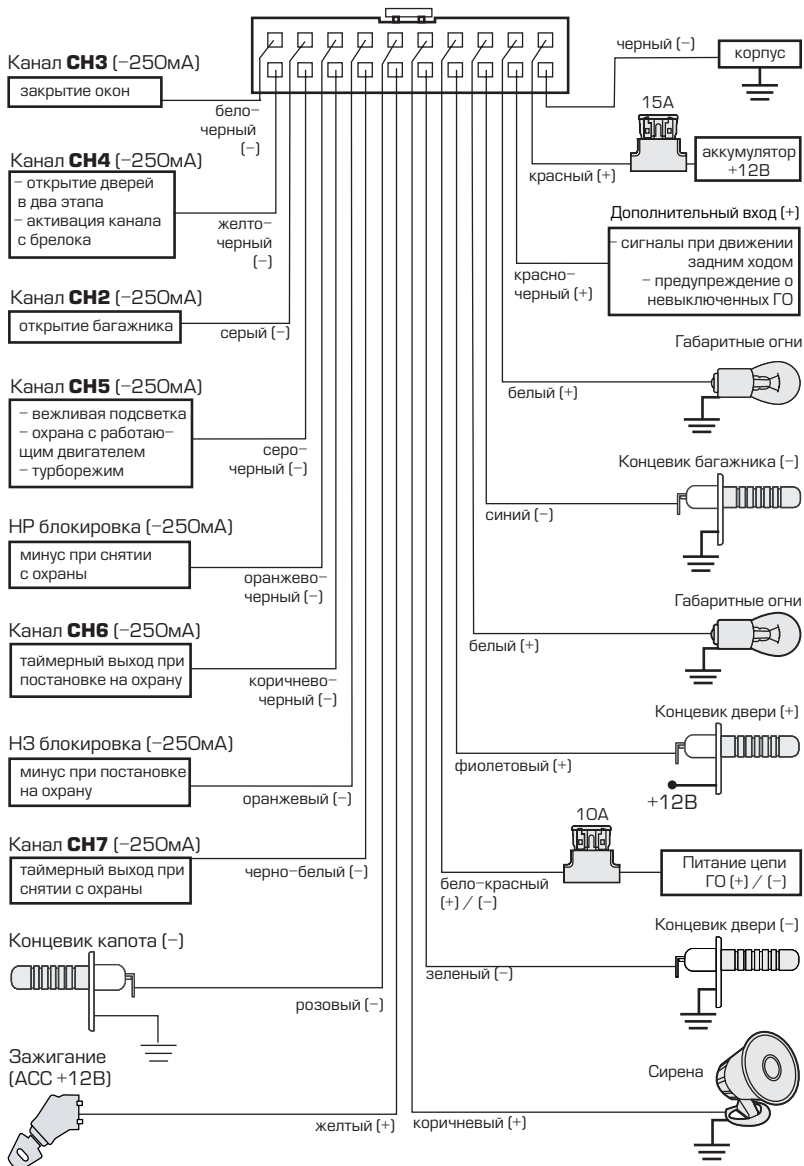 Канал CH3 (–250мА)
закрытие окон
бело–
черный
(–)
Канал CH4 (–250мА)
– открытие дверей
в два этапа
– активация канала
с брелока
желто–
черный
(–)
Канал CH2 (–250мА)
открытие багажника
серый (–)
Канал CH5 (–250мА)
– вежливая подсветка
– охрана с работаю–
щим двигателем
– турборежим
серо–
черный (–)
НР блокировка (–250мА)
минус при снятии
с охраны
оранжево–
черный (–)
Канал CH6 (–250мА)
таймерный выход при
постановке на охрану
коричнево–
черный (–)
НЗ блокировка (–250мА)
минус при постановке
на охрану
оранжевый (–)
Канал CH7 (–250мА)
таймерный выход при
снятии с охраны
черно–белый (–)
Концевик капота (–)
розовый (–)
Зажигание
(ACC +12В)
желтый (+)
черный (–)
корпус
15А
красный (+)
аккумулятор
+12В
Дополнительный вход (+)
– сигналы при движении
задним ходом
– предупреждение о
невыключенных ГО
красно–
черный (+)
Габаритные огни
белый (+)
Концевик багажника (–)
синий (–)
Габаритные огни
белый (+)
Концевик двери (+)
фиолетовый (+)
+12В
10А
бело–красный
(+) / (–)
Питание цепи
ГО (+) / (–)
Концевик двери (–)
зеленый (–)
Сирена
коричневый (+)